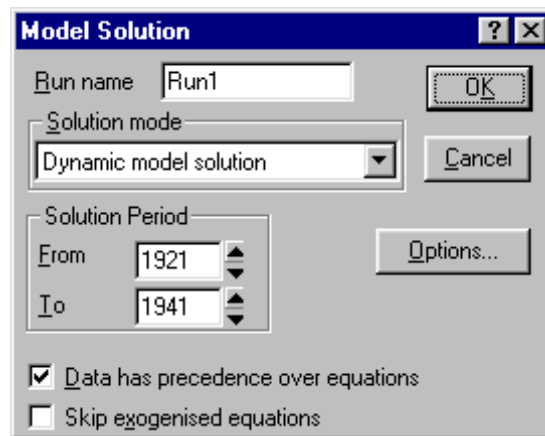 Model Solution
Run name Run1
OK
Solution mode
Dynamic model solution
Cancel
Solution Period
From 1921
Options...
To 1941
Data has precedence over equations
Skip exogenised equations